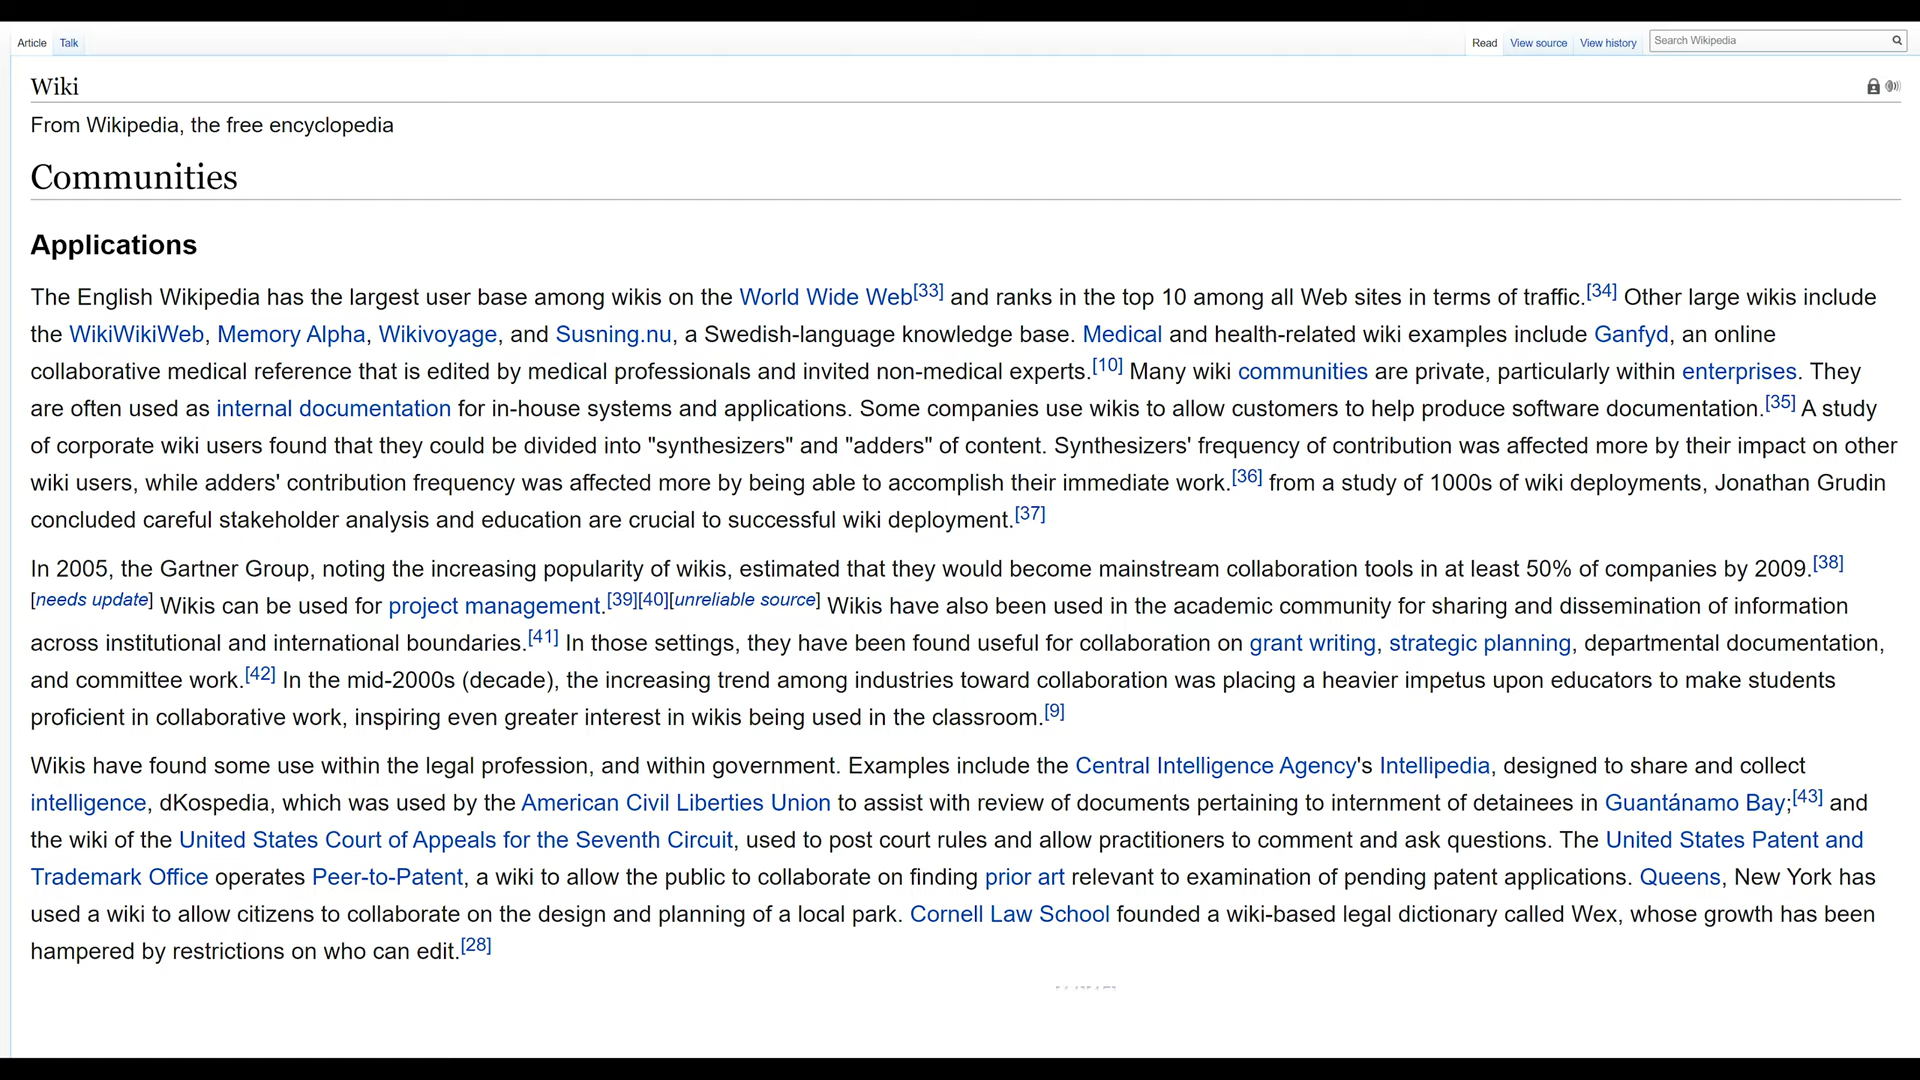 Article Talk Read View source View history Search Wikipedia
Wiki
From Wikipedia, the free encyclopedia
Communities
Applications
The English Wikipedia has the largest user base among wikis on the World Wide Web[33] and ranks in the top 10 among all Web sites in terms of traffic.[34] Other large wikis include
the WikiWikiWeb, Memory Alpha, Wikivoyage, and Susning.nu, a Swedish-language knowledge base. Medical and health-related wiki examples include Ganfyd, an online
collaborative medical reference that is edited by medical professionals and invited non-medical experts.[10] Many wiki communities are private, particularly within enterprises. They
are often used as internal documentation for in-house systems and applications. Some companies use wikis to allow customers to help produce software documentation.[35] A study
of corporate wiki users found that they could be divided into "synthesizers" and "adders" of content. Synthesizers' frequency of contribution was affected more by their impact on other
wiki users, while adders' contribution frequency was affected more by being able to accomplish their immediate work.[36] from a study of 1000s of wiki deployments, Jonathan Grudin
concluded careful stakeholder analysis and education are crucial to successful wiki deployment.[37]
In 2005, the Gartner Group, noting the increasing popularity of wikis, estimated that they would become mainstream collaboration tools in at least 50% of companies by 2009.[38]
[needs update] Wikis can be used for project management.[39][40][unreliable source] Wikis have also been used in the academic community for sharing and dissemination of information
across institutional and international boundaries.[41] In those settings, they have been found useful for collaboration on grant writing, strategic planning, departmental documentation,
and committee work.[42] In the mid-2000s (decade), the increasing trend among industries toward collaboration was placing a heavier impetus upon educators to make students
proficient in collaborative work, inspiring even greater interest in wikis being used in the classroom.[9]
Wikis have found some use within the legal profession, and within government. Examples include the Central Intelligence Agency's Intellipedia, designed to share and collect
intelligence, dKospedia, which was used by the American Civil Liberties Union to assist with review of documents pertaining to internment of detainees in Guantánamo Bay;[43] and
the wiki of the United States Court of Appeals for the Seventh Circuit, used to post court rules and allow practitioners to comment and ask questions. The United States Patent and
Trademark Office operates Peer-to-Patent, a wiki to allow the public to collaborate on finding prior art relevant to examination of pending patent applications. Queens, New York has
used a wiki to allow citizens to collaborate on the design and planning of a local park. Cornell Law School founded a wiki-based legal dictionary called Wex, whose growth has been
hampered by restrictions on who can edit.[28]